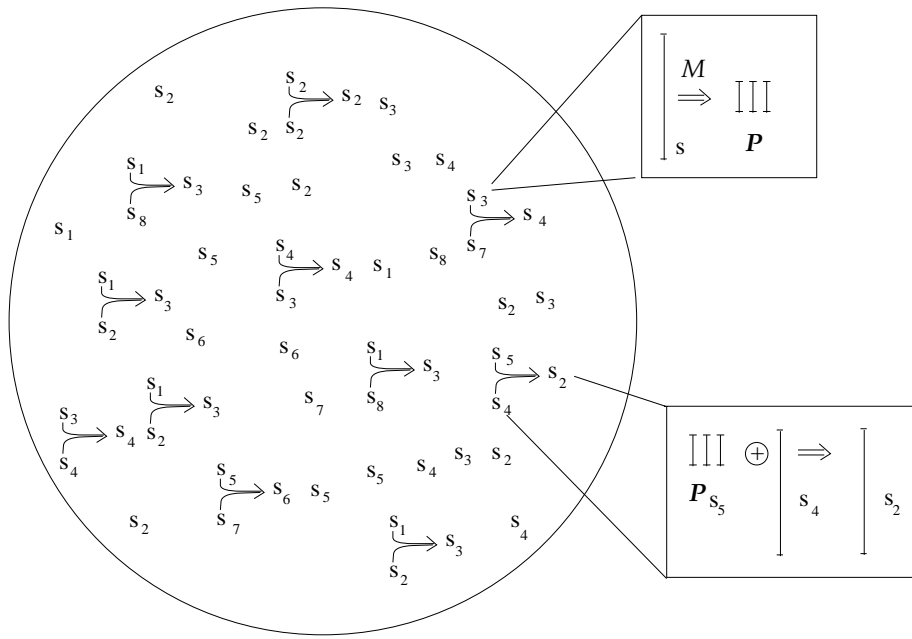 s2
s2 s2 s3
s2 s2
s3 s4
s1 s3 s5 s2
s3
s8 s4
s1 s7
s4
s5 s4 s1 s8
s1 s3
s3 s2 s3
s2
s6 s6 s1
s5
s3 s2
s1 s8
s3 s7 s4
s3 s4 s2
s4 s3 s2
s5 s5 s4
s7 s6 s5
s2 s1 s4
s3
s2
M
s P
P s5 ⊕ s4 ⇒ s2